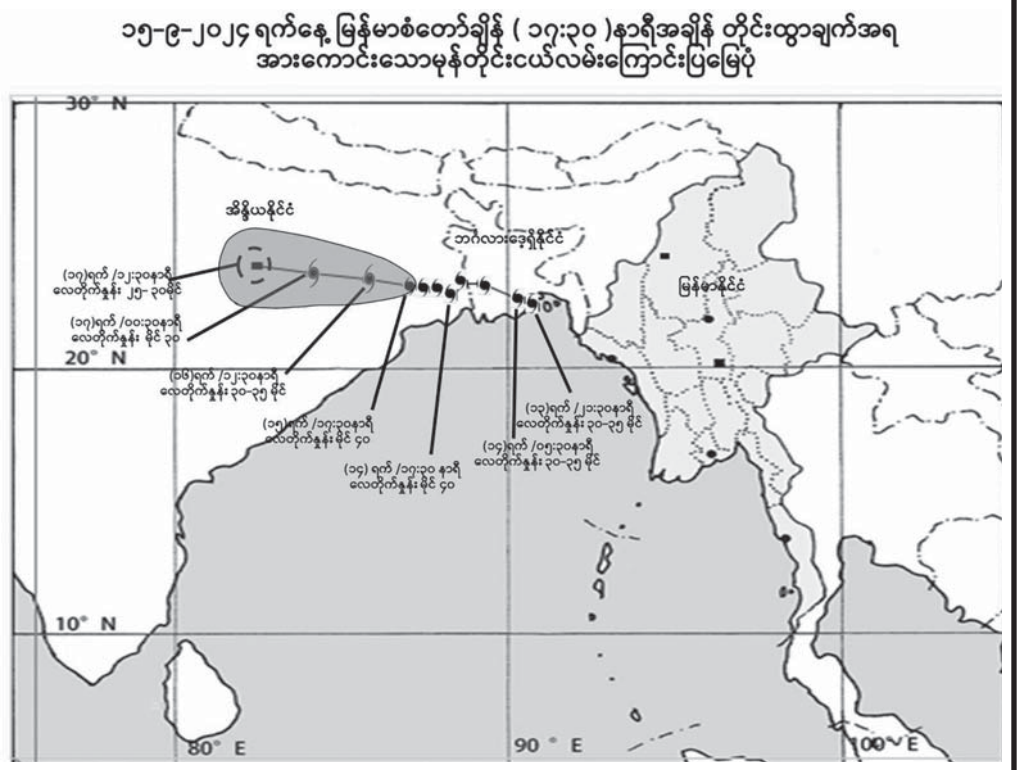 ၁၅-၉-၂၀၂၄ ရက်နေ့ မြန်မာစံတော်ချိန် ( ၁၇:၃၀ )နာရီအချိန် တိုင်းထွာချက်အရ
အားကောင်းသောမုန်တိုင်းငယ်လမ်းကြောင်းပြမြေပုံ
30° N
အိန္ဒိယနိုင်ငံ
ဘင်္ဂလားဒေ့ရှ်နိုင်ငံ
မြန်မာနိုင်ငံ
(၁၇)ရက် /၁၂:၃၀နာရီ
လေတိုက်နှုန်း ၂၅-၃၀မိုင်
(၁၇)ရက် /၀၀:၃၀နာရီ
လေတိုက်နှုန်း မိုင် ၃၀
20° N
(၁၆)ရက် /၁၂:၃၀နာရီ
လေတိုက်နှုန်း ၃၀-၃၅ မိုင်
(၁၅)ရက် /၁၇:၃၀နာရီ
လေတိုက်နှုန်း မိုင် ၄၀
(၁၄) ရက် /၁၇:၃၀ နာရီ
လေတိုက်နှုန်း မိုင် ၄၀
(၁၃)ရက် /၂၁:၃၀နာရီ
လေတိုက်နှုန်း ၃၀-၃၅ မိုင်
(၁၄)ရက် /၀၅:၃၀နာရီ
လေတိုက်နှုန်း ၃၀-၃၅ မိုင်
10° N
80° E
90° E
100° E